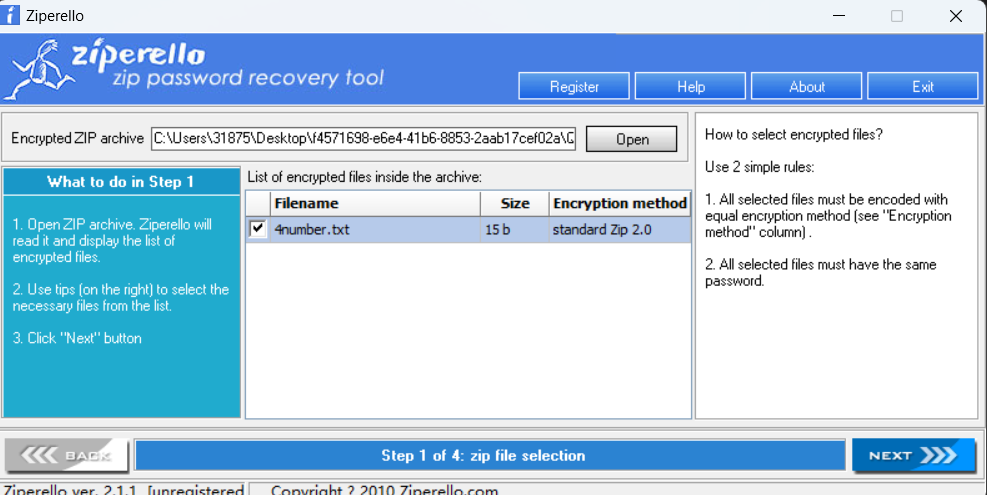 Ziperello
ziperello
zip password recovery tool
Register
Help
About
Exit
Encrypted ZIP archive
C:\Users\31875\Desktop\f4571698-e6e4-41b6-8853-2aab17cef02a\
Open
What to do in Step 1
1. Open ZIP archive. Ziperello will
read it and display the list of
encrypted files.
2. Use tips (on the right) to select the
necessary files from the list.
3. Click "Next" button
List of encrypted files inside the archive:
Filename Size Encryption method
4number.txt 15 b standard Zip 2.0
How to select encrypted files?
Use 2 simple rules:
1. All selected files must be encoded with
equal encryption method (see "Encryption
method" column) .
2. All selected files must have the same
password.
BACK
Step 1 of 4: zip file selection
NEXT
Ziperello ver. 2.1.1 [unregistered
Copyright ? 2010 Ziperello.com